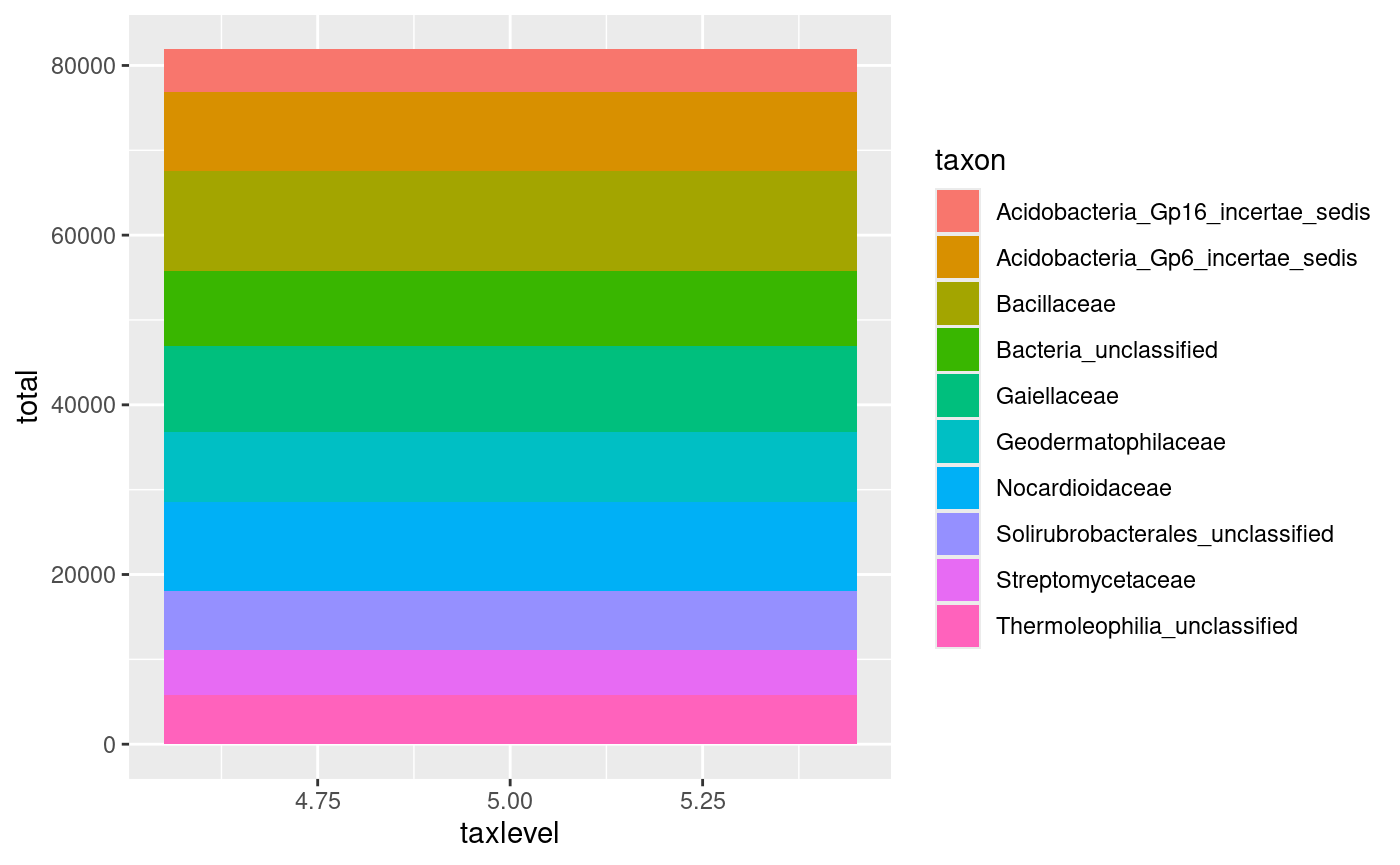 80000
60000
40000
20000
0
total
4.75
5.00
5.25
taxlevel
taxon
Acidobacteria_Gp16_incertae_sedis
Acidobacteria_Gp6_incertae_sedis
Bacillaceae
Bacteria_unclassified
Gaiellaceae
Geodermatophilaceae
Nocardioidaceae
Solirubrobacterales_unclassified
Streptomycetaceae
Thermoleophilia_unclassified